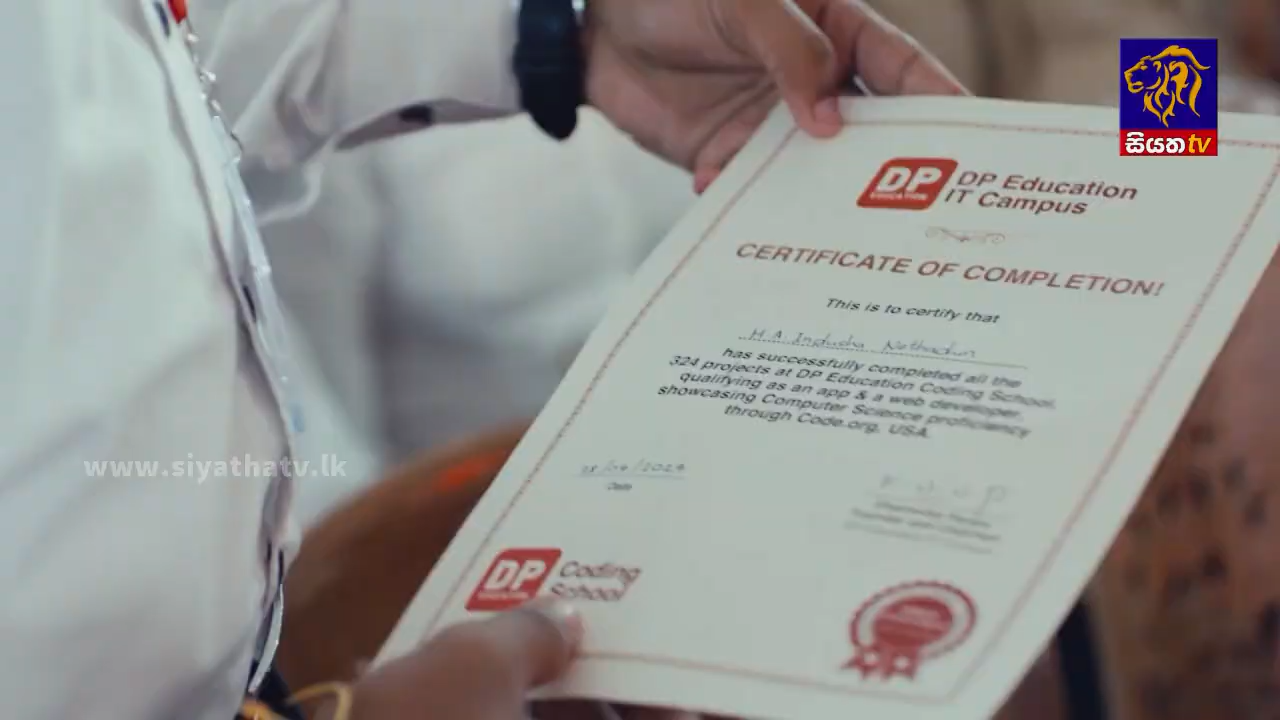 සියත tv
DP
DP Education
IT Campus
CERTIFICATE OF COMPLETION!
This is to certify that
H.A. Indusha Nethadun
has successfully completed all the
324 projects at DP Education Coding School,
qualifying as an app & a web developer,
showcasing Computer Science proficiency
through Code.org, USA.
www.siyathatv.lk
Date
DP
Coding
School